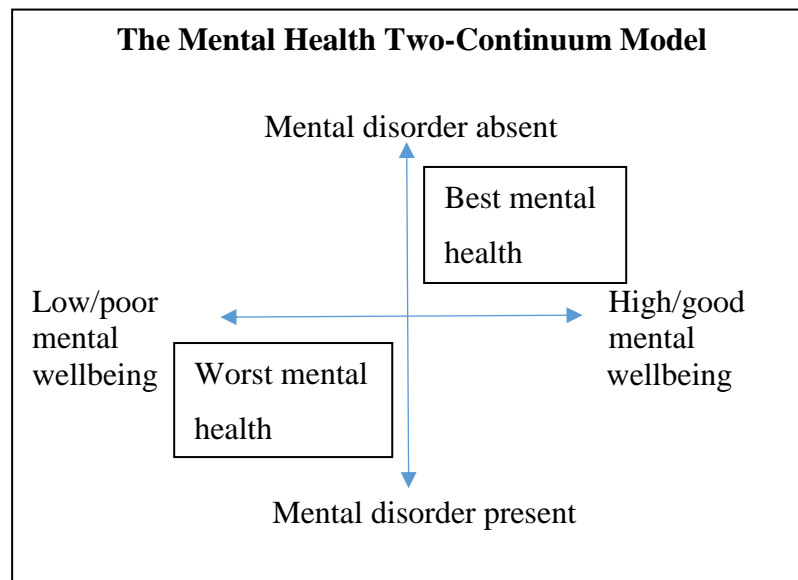 The Mental Health Two-Continuum Model
Mental disorder absent
Best mental
health
Low/poor
mental
wellbeing
High/good
mental
wellbeing
Worst mental
health
Mental disorder present